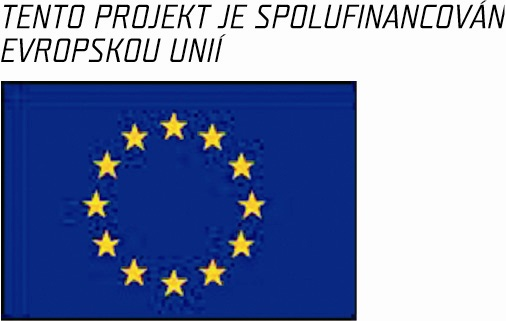 TENTO PROJEKT JE SPOLUFINANCOVÁN
EVROPSKOU UNIÍ